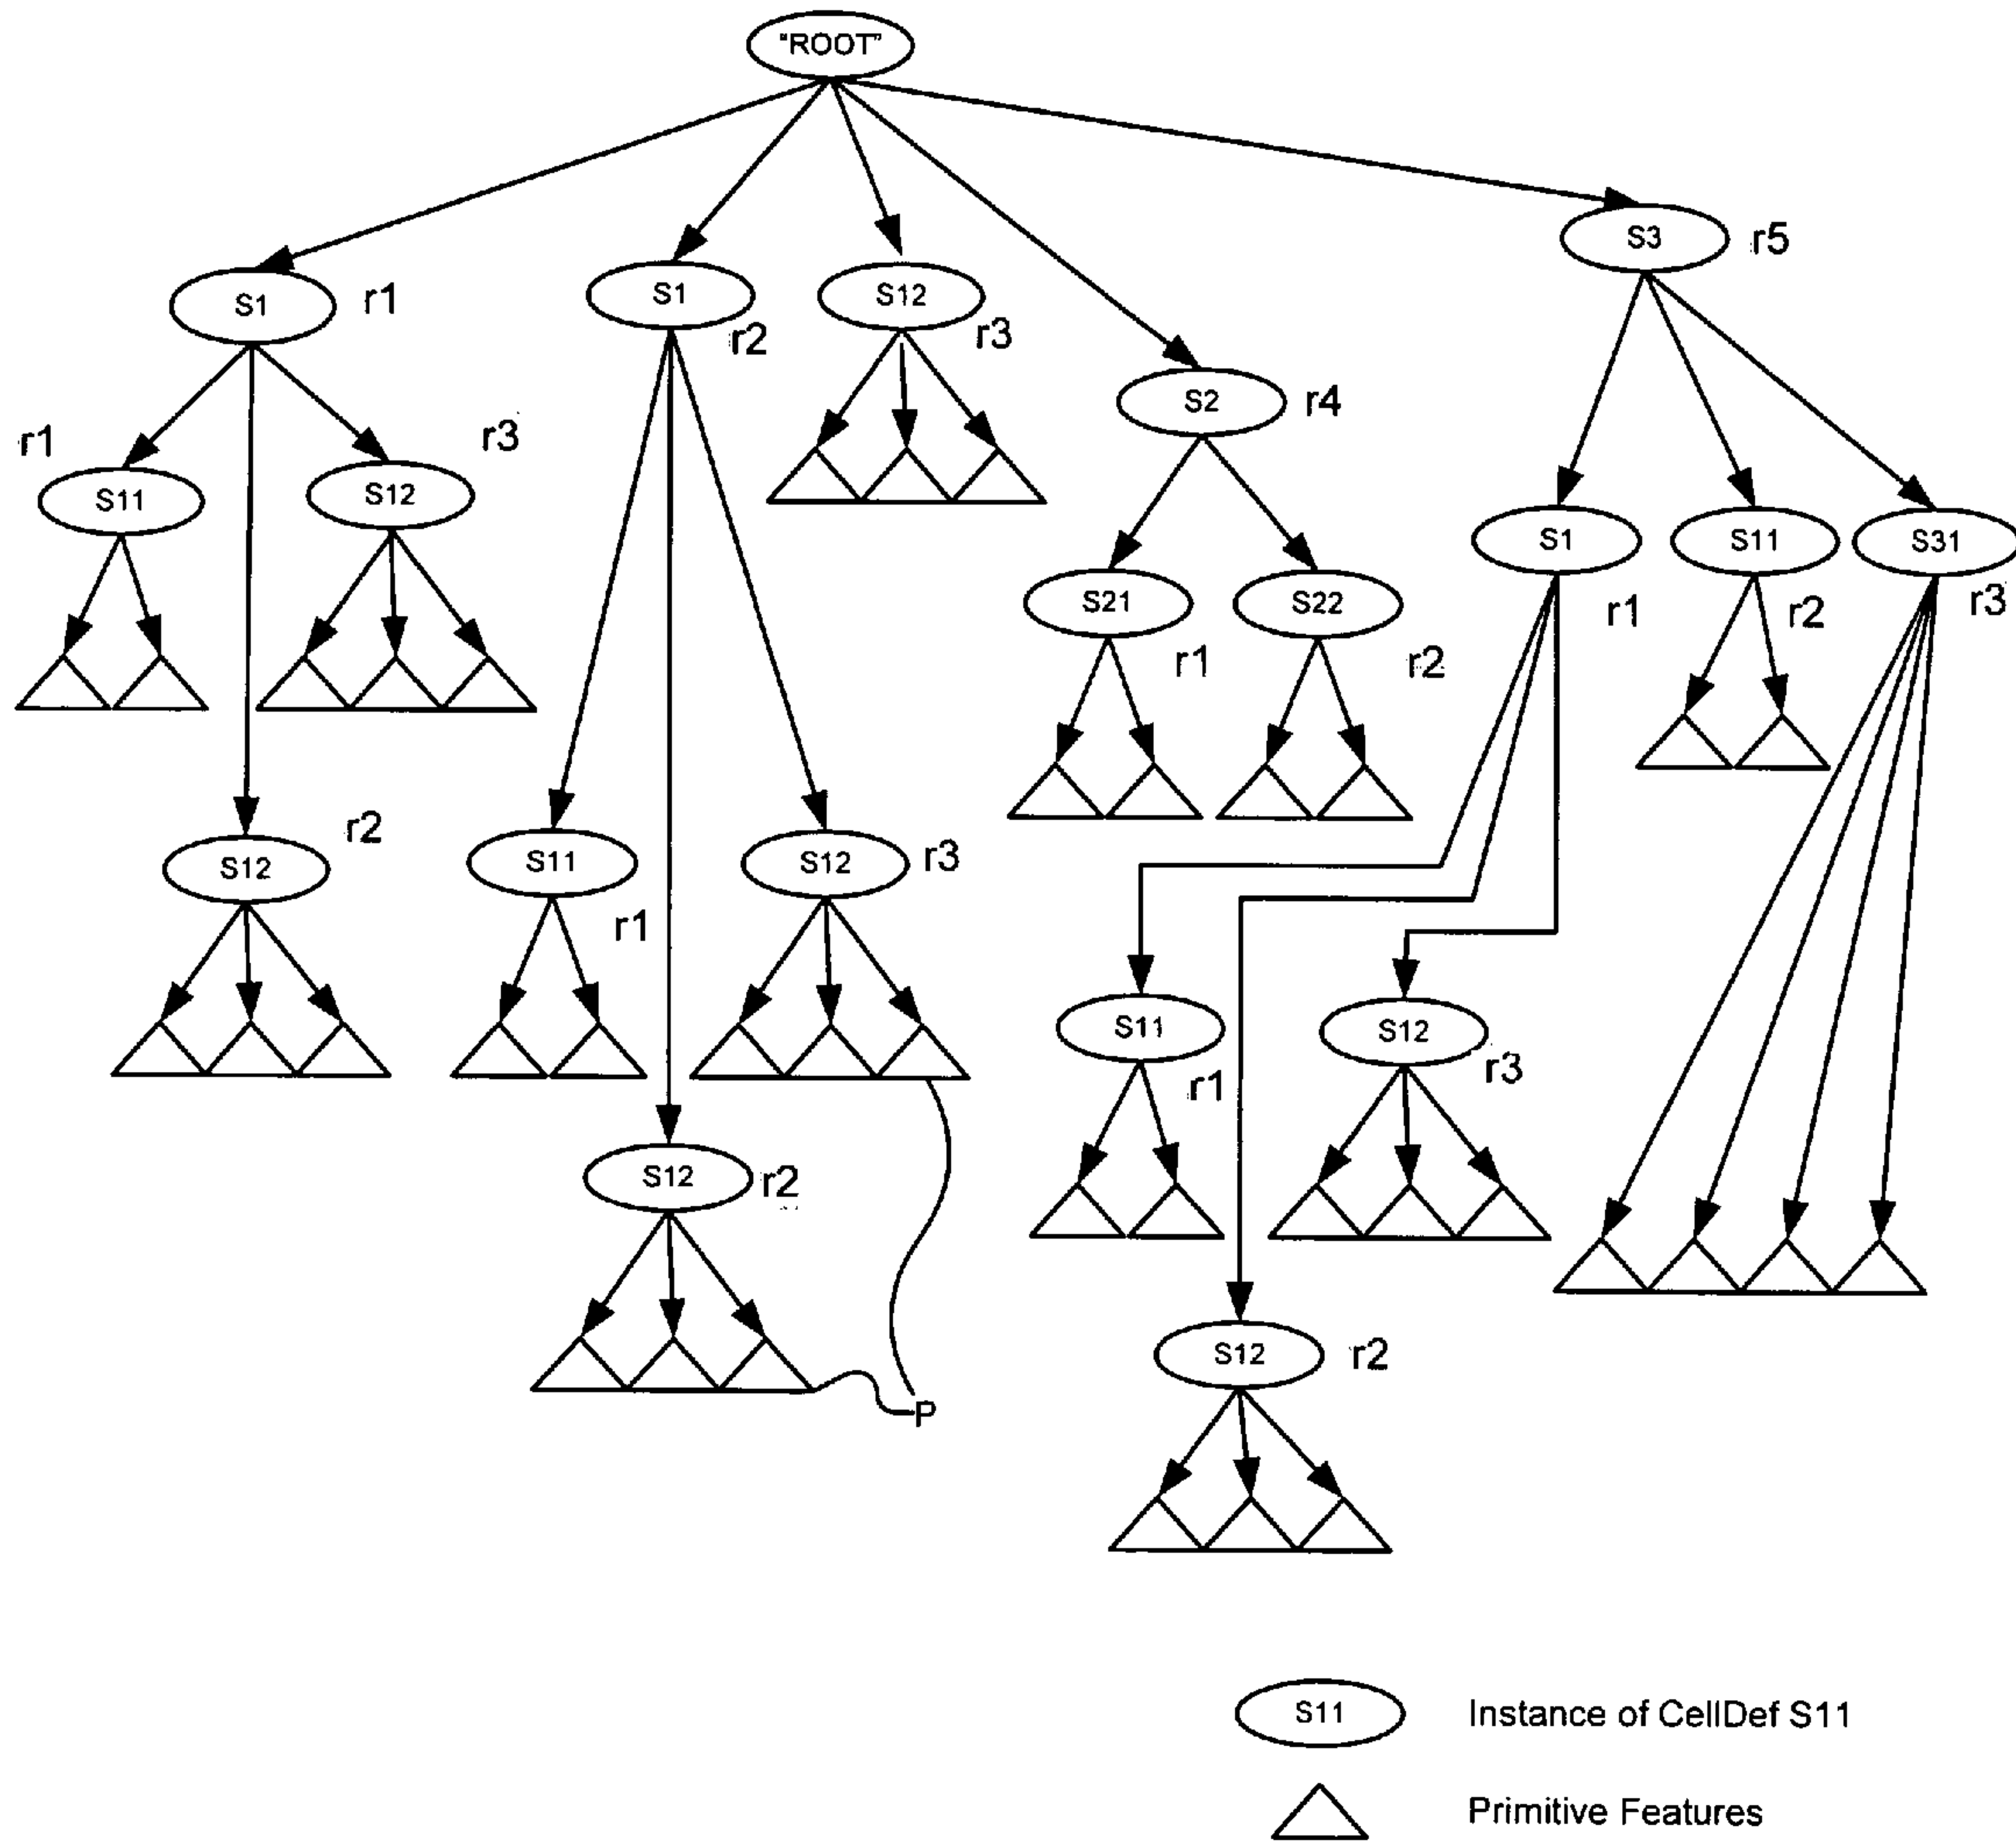 "ROOT"
S3 r5
S1 r1
S1 r2
S12 r3
S2 r4
r1 r3
S11 S12
S1 S11 S31
r1 r2 r3
S21 S22
r1 r2
r2
S12
S11 S12 r3
r1
S11 S12
r1 r3
S12 r2
S12 r2
P
S11 Instance of CellDef S11
Primitive Features